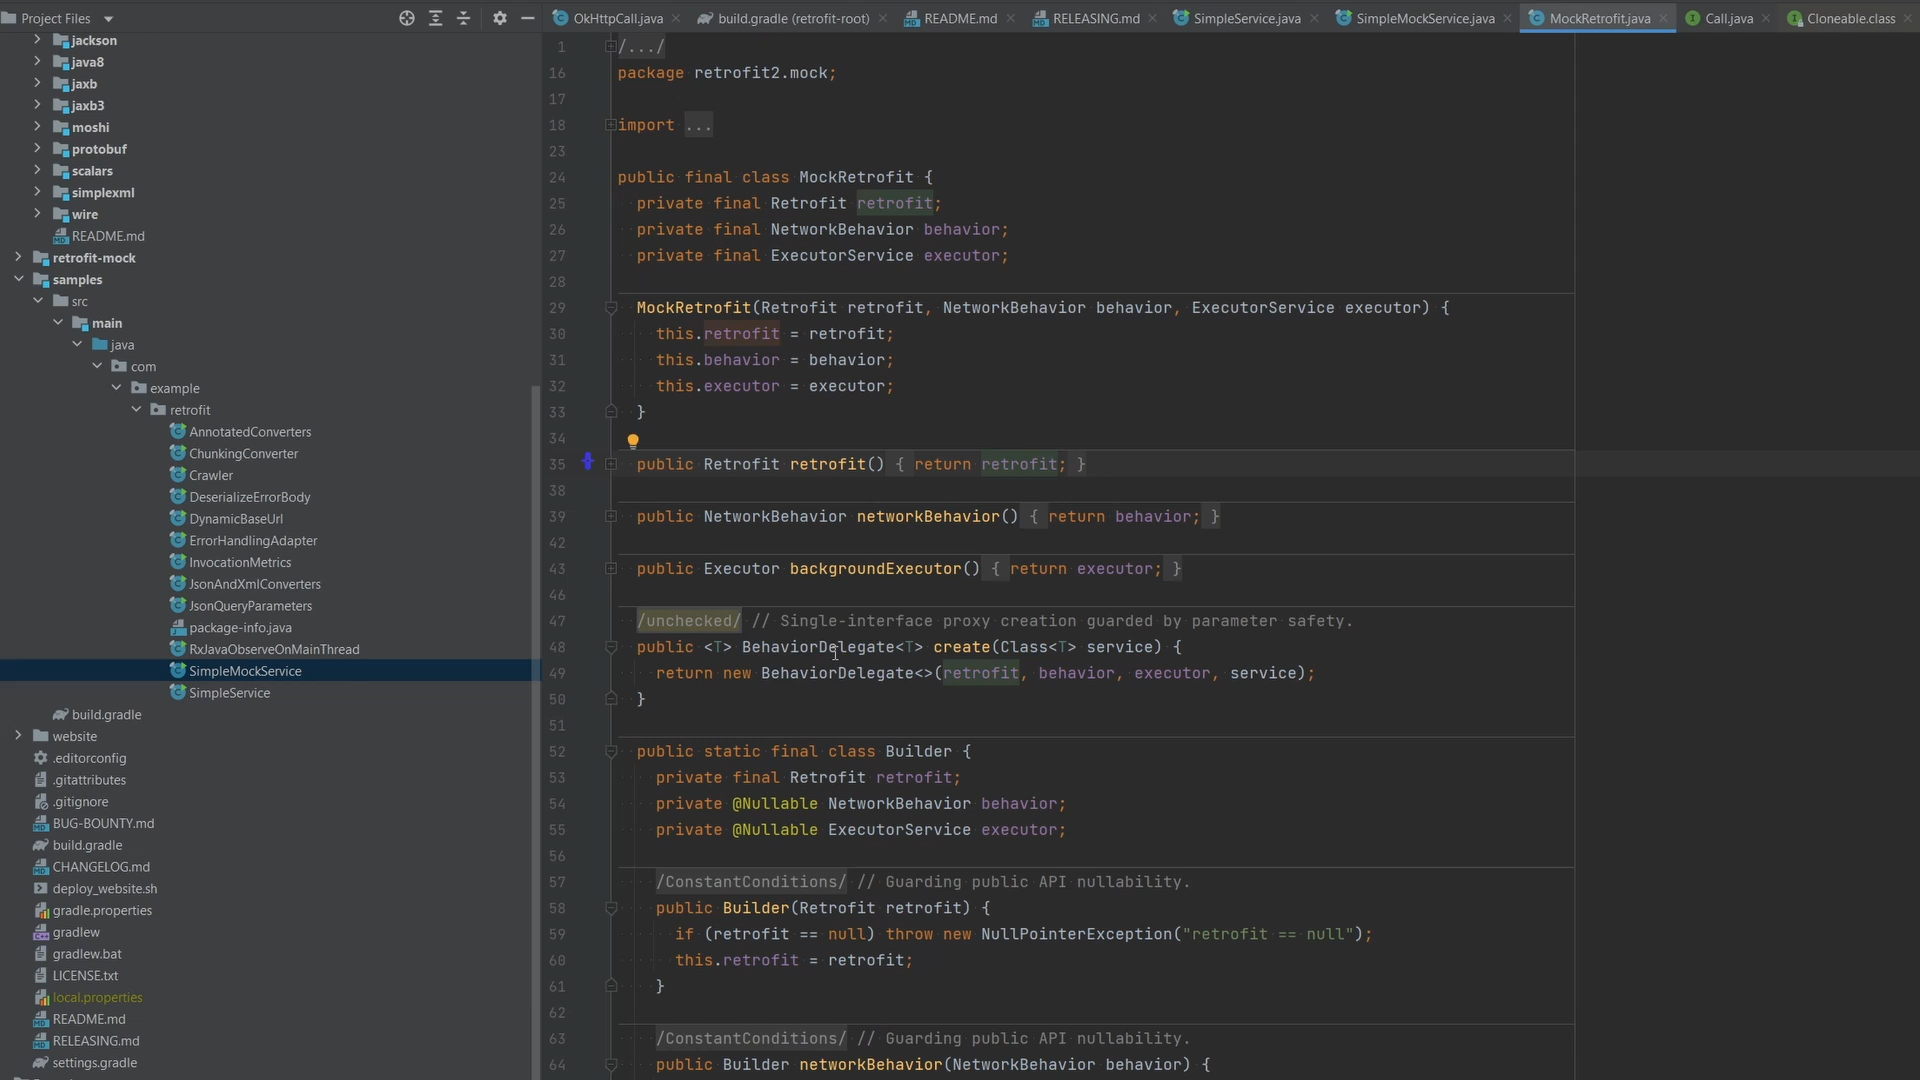 Project Files
OkHttpCall.java
build.gradle (retrofit-root)
README.md
RELEASING.md
SimpleService.java
SimpleMockService.java
MockRetrofit.java
Call.java
Cloneable.class
jackson
java8
jaxb
jaxb3
moshi
protobuf
scalars
simplexml
wire
README.md
retrofit-mock
samples
src
main
java
com
example
retrofit
AnnotatedConverters
ChunkingConverter
Crawler
DeserializeErrorBody
DynamicBaseUrl
ErrorHandlingAdapter
InvocationMetrics
JsonAndXmlConverters
JsonQueryParameters
package-info.java
RxJavaObserveOnMainThread
SimpleMockService
SimpleService
build.gradle
website
.editorconfig
.gitattributes
.gitignore
BUG-BOUNTY.md
build.gradle
CHANGELOG.md
deploy_website.sh
gradle.properties
gradlew
gradlew.bat
LICENSE.txt
local.properties
README.md
RELEASING.md
settings.gradle
1 /.../
16 package retrofit2.mock;
17
18 import ...
23
24 public final class MockRetrofit {
25 private final Retrofit retrofit;
26 private final NetworkBehavior behavior;
27 private final ExecutorService executor;
28
29 MockRetrofit(Retrofit retrofit, NetworkBehavior behavior, ExecutorService executor) {
30 this.retrofit = retrofit;
31 this.behavior = behavior;
32 this.executor = executor;
33 }
34
35 public Retrofit retrofit() { return retrofit; }
38
39 public NetworkBehavior networkBehavior() { return behavior; }
42
43 public Executor backgroundExecutor() { return executor; }
46
47 /unchecked/ // Single-interface proxy creation guarded by parameter safety.
48 public <T> BehaviorDelegate<T> create(Class<T> service) {
49 return new BehaviorDelegate<>(retrofit, behavior, executor, service);
50 }
51
52 public static final class Builder {
53 private final Retrofit retrofit;
54 private @Nullable NetworkBehavior behavior;
55 private @Nullable ExecutorService executor;
56
57 /ConstantConditions/ // Guarding public API nullability.
58 public Builder(Retrofit retrofit) {
59 if (retrofit == null) throw new NullPointerException("retrofit == null");
60 this.retrofit = retrofit;
61 }
62
63 /ConstantConditions/ // Guarding public API nullability.
64 public Builder networkBehavior(NetworkBehavior behavior) {